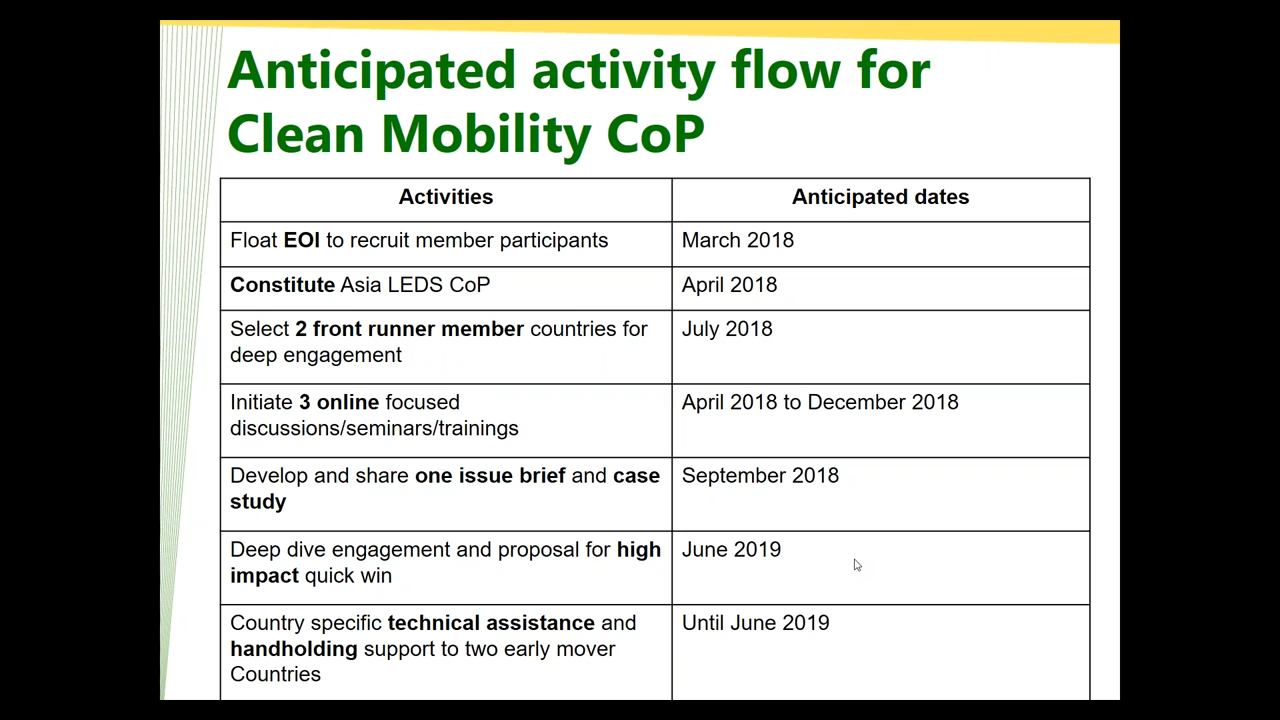 Anticipated activity flow for
Clean Mobility CoP
Activities
Anticipated dates
Float EOI to recruit member participants
March 2018
Constitute Asia LEDS CoP
April 2018
Select 2 front runner member countries for
deep engagement
July 2018
Initiate 3 online focused
discussions/seminars/trainings
April 2018 to December 2018
Develop and share one issue brief and case
study
September 2018
Deep dive engagement and proposal for high
impact quick win
June 2019
Country specific technical assistance and
handholding support to two early mover
Countries
Until June 2019